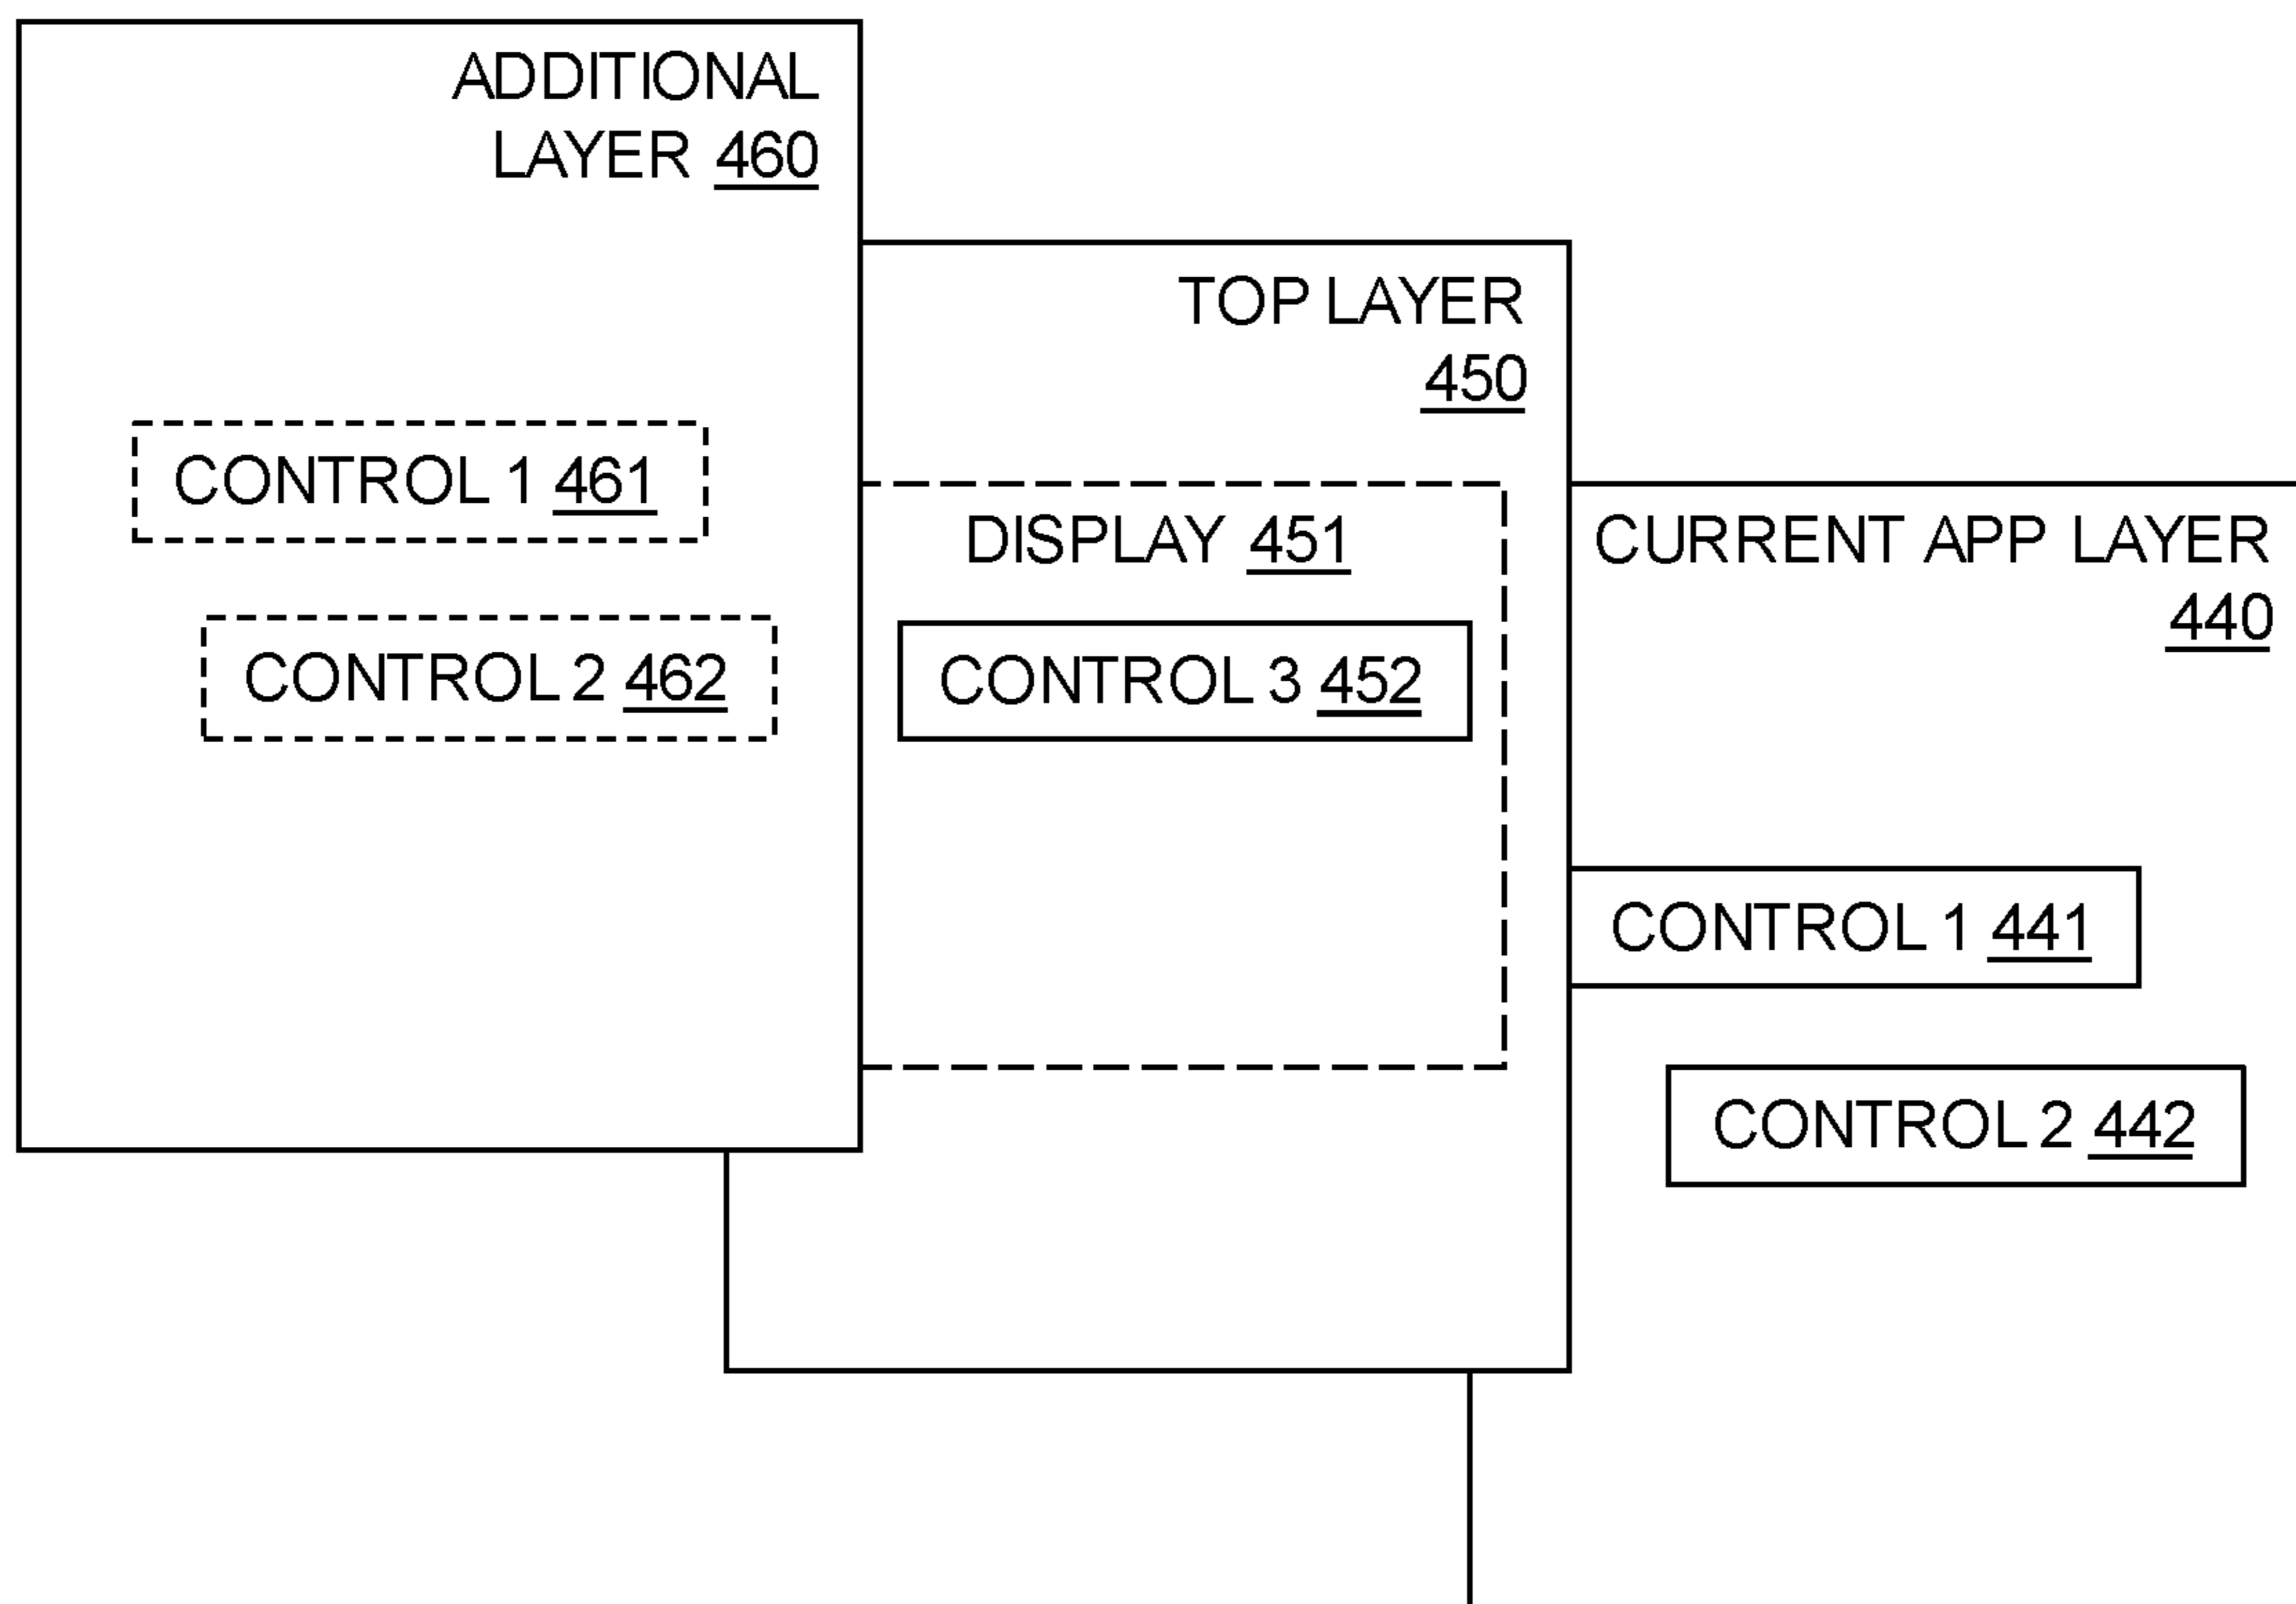 ADDITIONAL
LAYER 460
CONTROL 1 461
CONTROL 2 462
TOP LAYER
450
DISPLAY 451
CONTROL 3 452
CURRENT APP LAYER
440
CONTROL 1 441
CONTROL 2 442